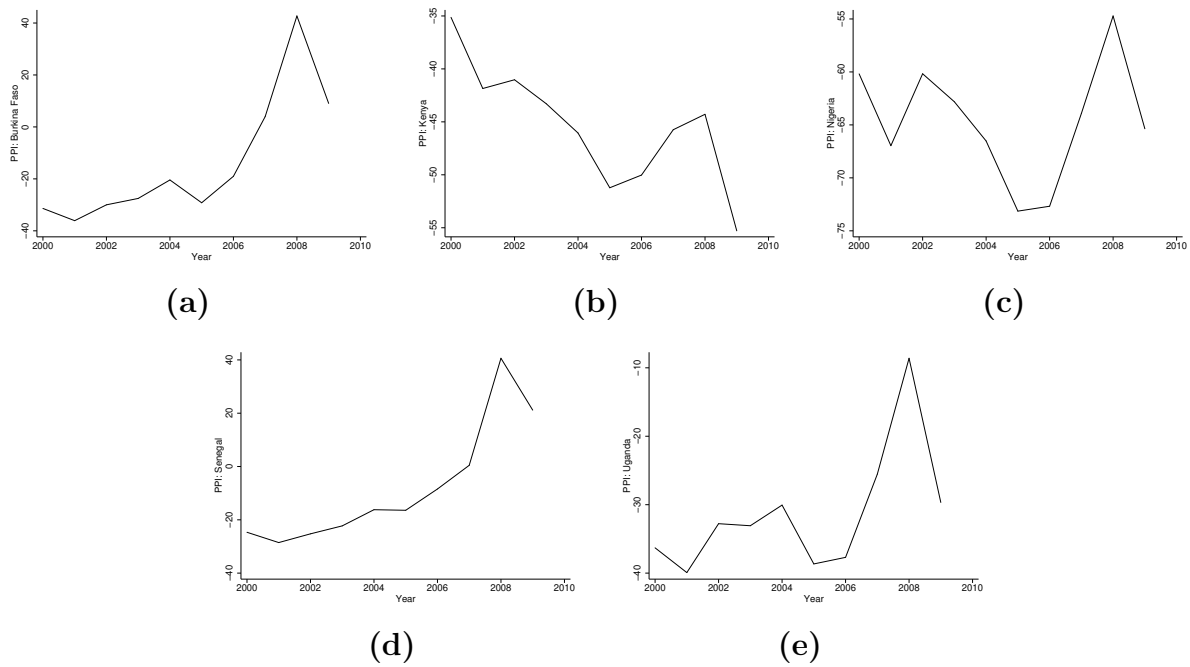 PPI: Burkina Faso
40
20
0
−20
−40
2000 2002 2004 2006 2008 2010
Year
(a)
PPI: Kenya
−35
−40
−45
−50
−55
2000 2002 2004 2006 2008 2010
Year
(b)
PPI: Nigeria
−55
−60
−65
−70
−75
2000 2002 2004 2006 2008 2010
Year
(c)
PPI: Senegal
40
20
0
−20
−40
2000 2002 2004 2006 2008 2010
Year
(d)
PPI: Uganda
−10
−20
−30
−40
2000 2002 2004 2006 2008 2010
Year
(e)